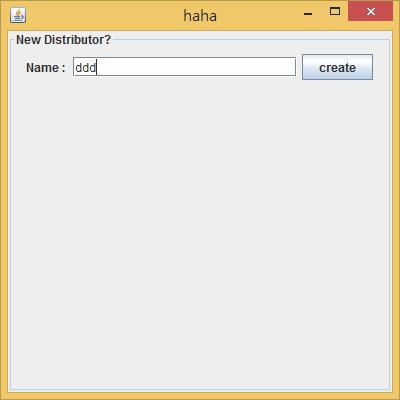 haha
New Distributor?
Name : ddd create